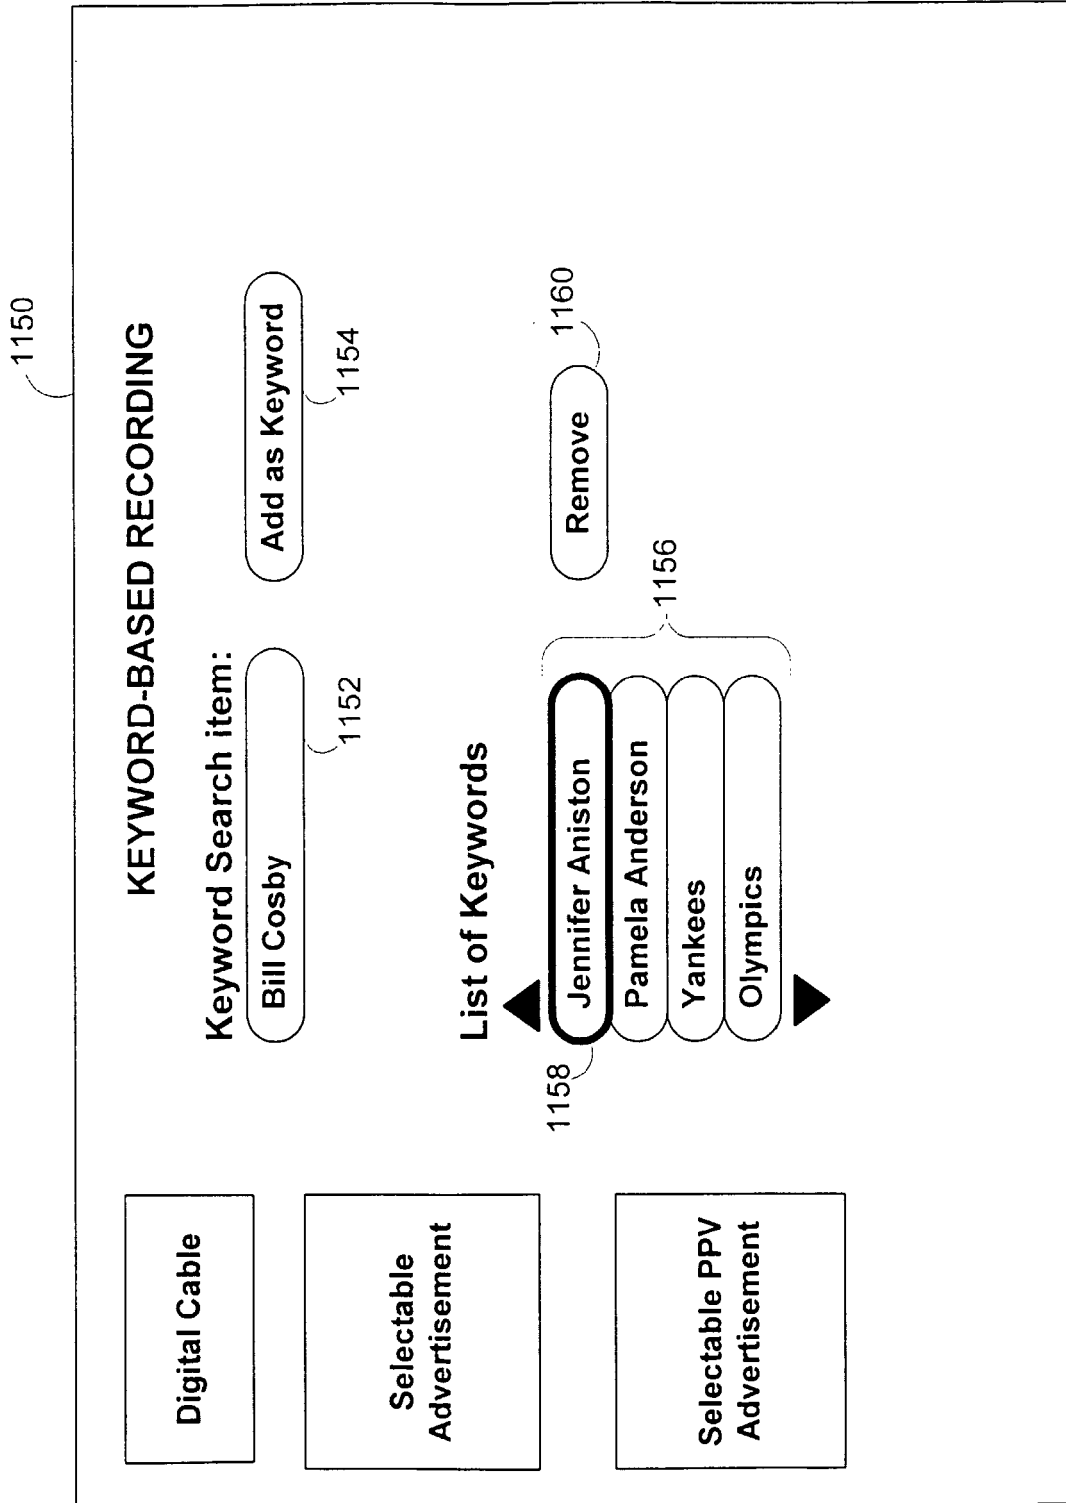 1150
KEYWORD-BASED RECORDING
Digital Cable
Keyword Search item:
Bill Cosby
Add as Keyword
1152
1154
Selectable
Advertisement
List of Keywords
1158
Jennifer Aniston
Remove
1160
Pamela Anderson
1156
Yankees
Olympics
Selectable PPV
Advertisement